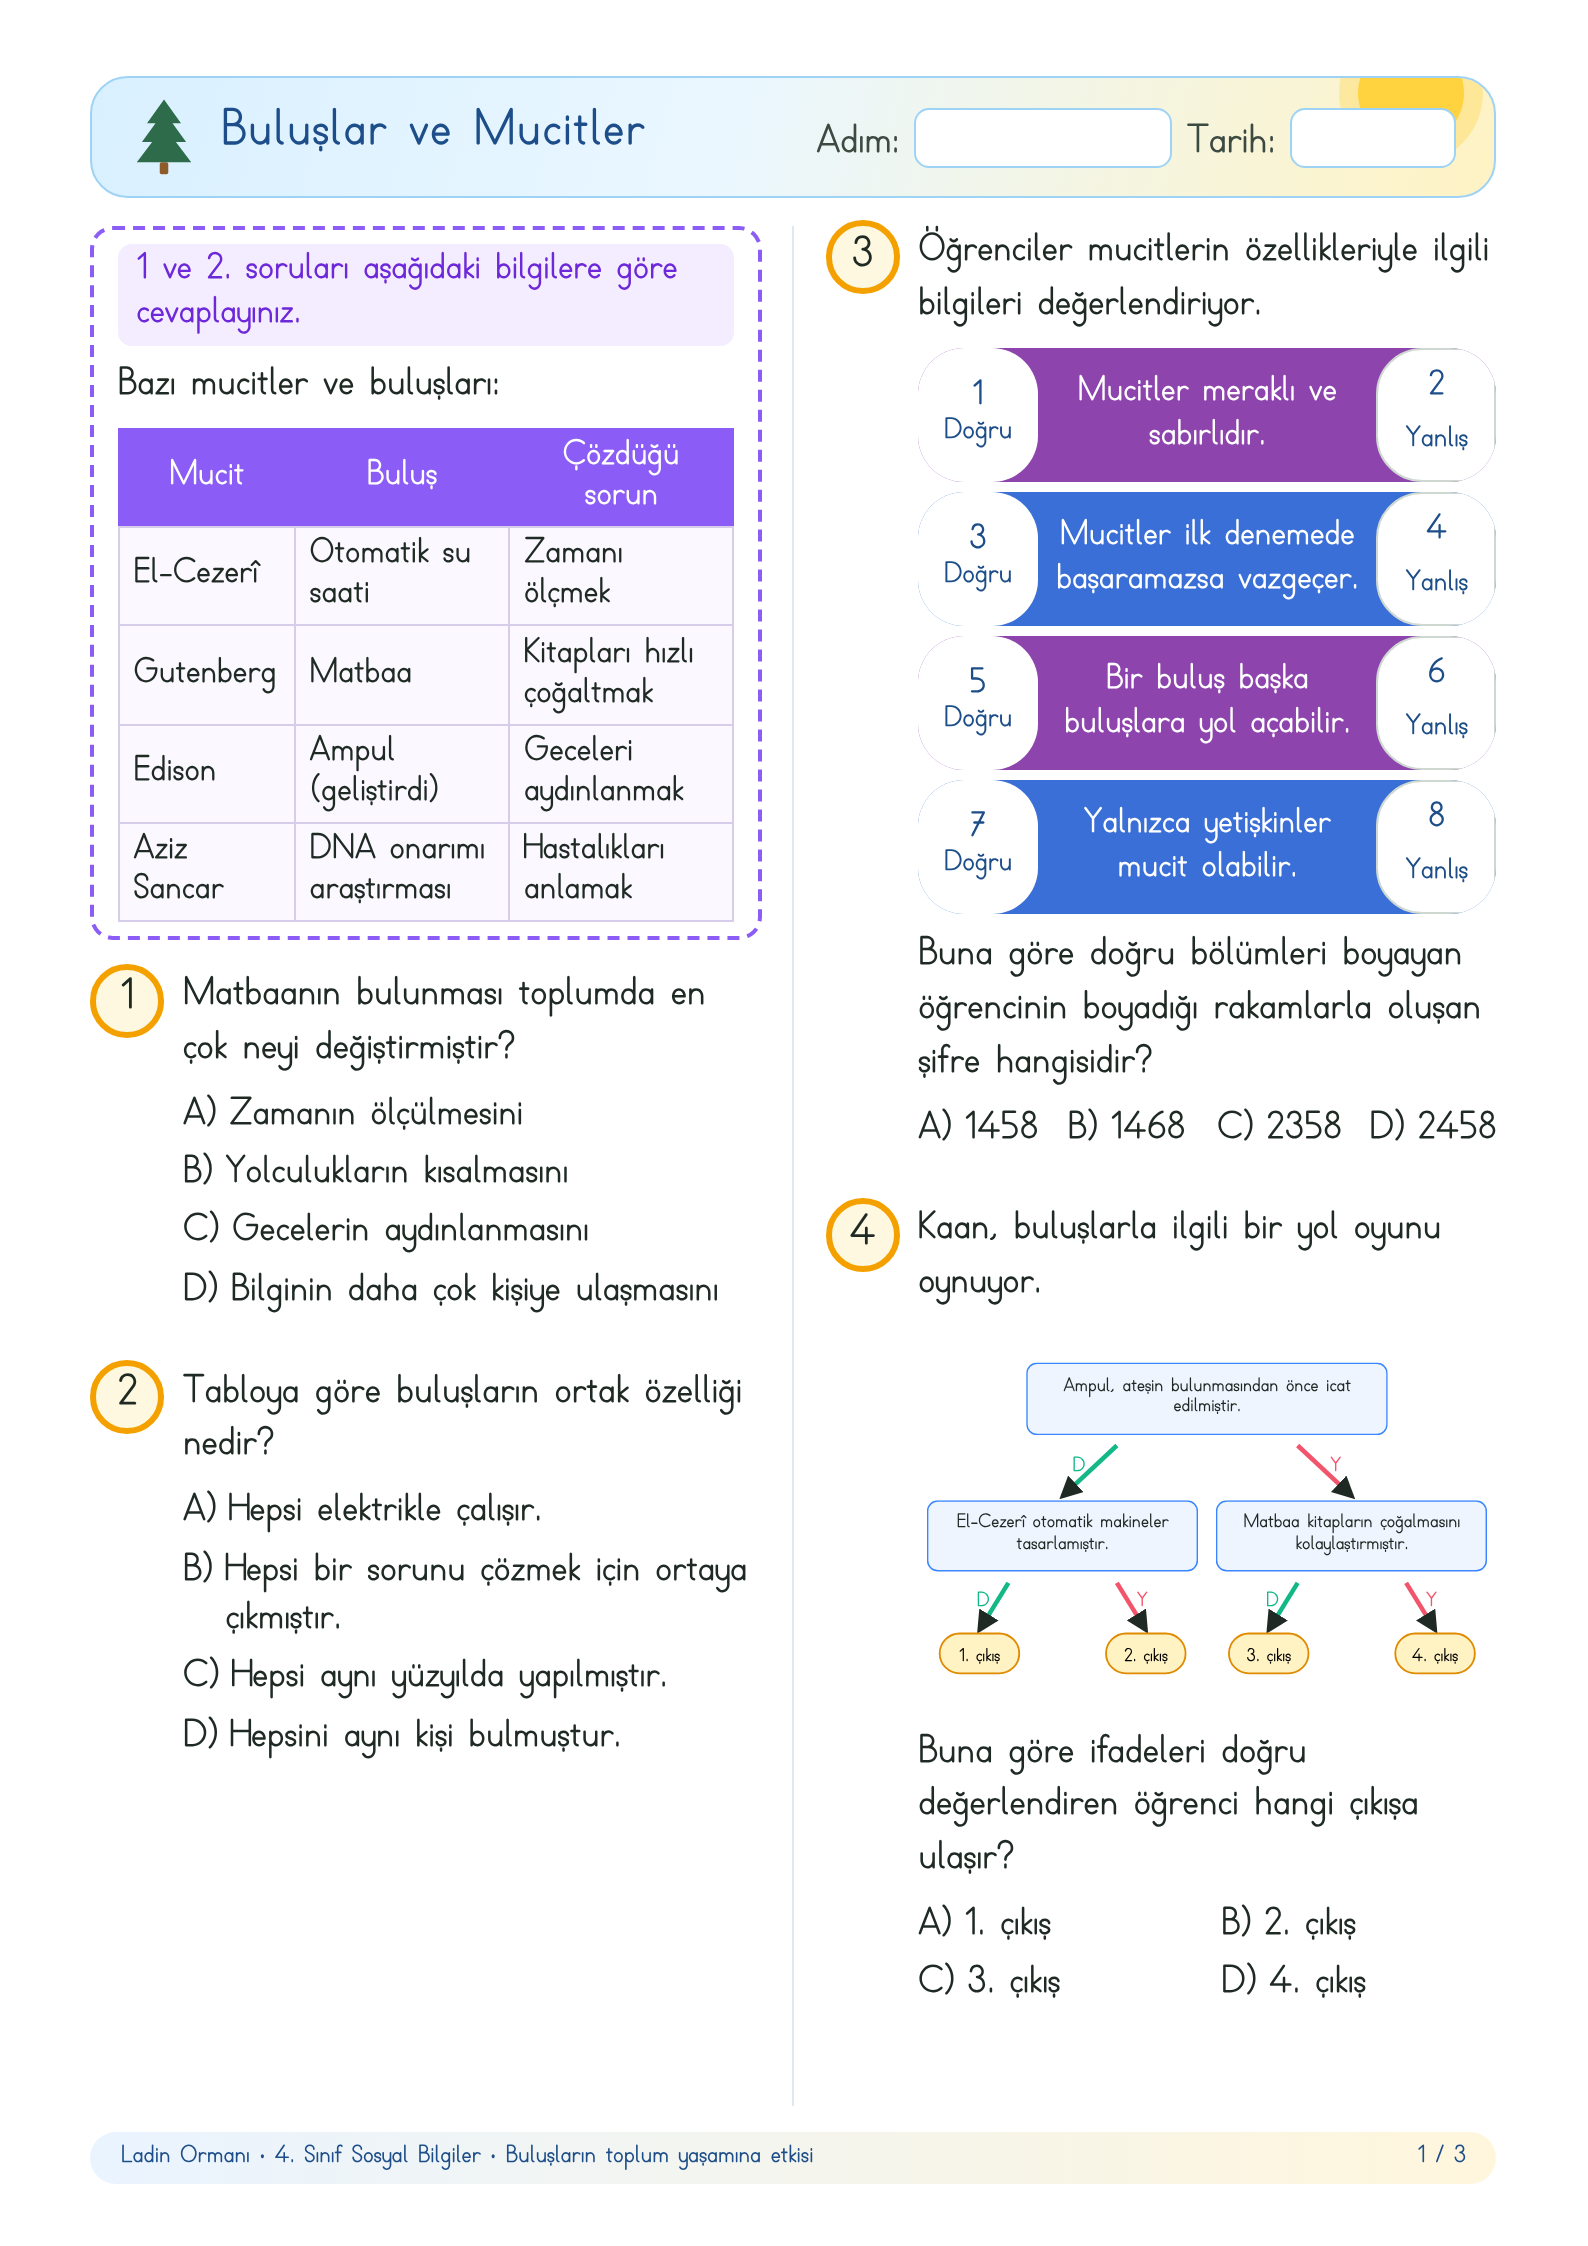 Buluşlar ve Mucitler
Adım:
Tarih:
1 ve 2. soruları aşağıdaki bilgilere göre
cevaplayınız.
Bazı mucitler ve buluşları:
Mucit
Buluş
Çözdüğü
sorun
El-Cezerî
Otomatik su
saati
Zamanı
ölçmek
Gutenberg
Matbaa
Kitapları hızlı
çoğaltmak
Edison
Ampul
(geliştirdi)
Geceleri
aydınlanmak
Aziz
Sancar
DNA onarımı
araştırması
Hastalıkları
anlamak
1
Matbaanın bulunması toplumda en
çok neyi değiştirmiştir?
A) Zamanın ölçülmesini
B) Yolculukların kısalmasını
C) Gecelerin aydınlanmasını
D) Bilginin daha çok kişiye ulaşmasını
2
Tabloya göre buluşların ortak özelliği
nedir?
A) Hepsi elektrikle çalışır.
B) Hepsi bir sorunu çözmek için ortaya
çıkmıştır.
C) Hepsi aynı yüzyılda yapılmıştır.
D) Hepsini aynı kişi bulmuştur.
3
Öğrenciler mucitlerin özellikleriyle ilgili
bilgileri değerlendiriyor.
1
Doğru
Mucitler meraklı ve
sabırlıdır.
2
Yanlış
3
Doğru
Mucitler ilk denemede
başaramazsa vazgeçer.
4
Yanlış
5
Doğru
Bir buluş başka
buluşlara yol açabilir.
6
Yanlış
7
Doğru
Yalnızca yetişkinler
mucit olabilir.
8
Yanlış
Buna göre doğru bölümleri boyayan
öğrencinin boyadığı rakamlarla oluşan
şifre hangisidir?
A) 1458 B) 1468 C) 2358 D) 2458
4
Kaan, buluşlarla ilgili bir yol oyunu
oynuyor.
Ampul, ateşin bulunmasından önce icat
edilmiştir.
D
Y
El-Cezerî otomatik makineler
tasarlamıştır.
Matbaa kitapların çoğalmasını
kolaylaştırmıştır.
D
Y
D
Y
1. çıkış
2. çıkış
3. çıkış
4. çıkış
Buna göre ifadeleri doğru
değerlendiren öğrenci hangi çıkışa
ulaşır?
A) 1. çıkış
B) 2. çıkış
C) 3. çıkış
D) 4. çıkış
Ladin Ormanı • 4. Sınıf Sosyal Bilgiler • Buluşların toplum yaşamına etkisi
1 / 3